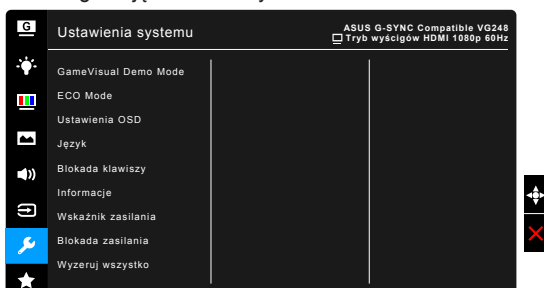 G
Ustawienia systemu
ASUS G-SYNC Compatible VG248
Tryb wyścigów HDMI 1080p 60Hz
GameVisual Demo Mode
ECO Mode
Ustawienia OSD
Język
Blokada klawiszy
Informacje
Wskaźnik zasilania
Blokada zasilania
Wyzeruj wszystko